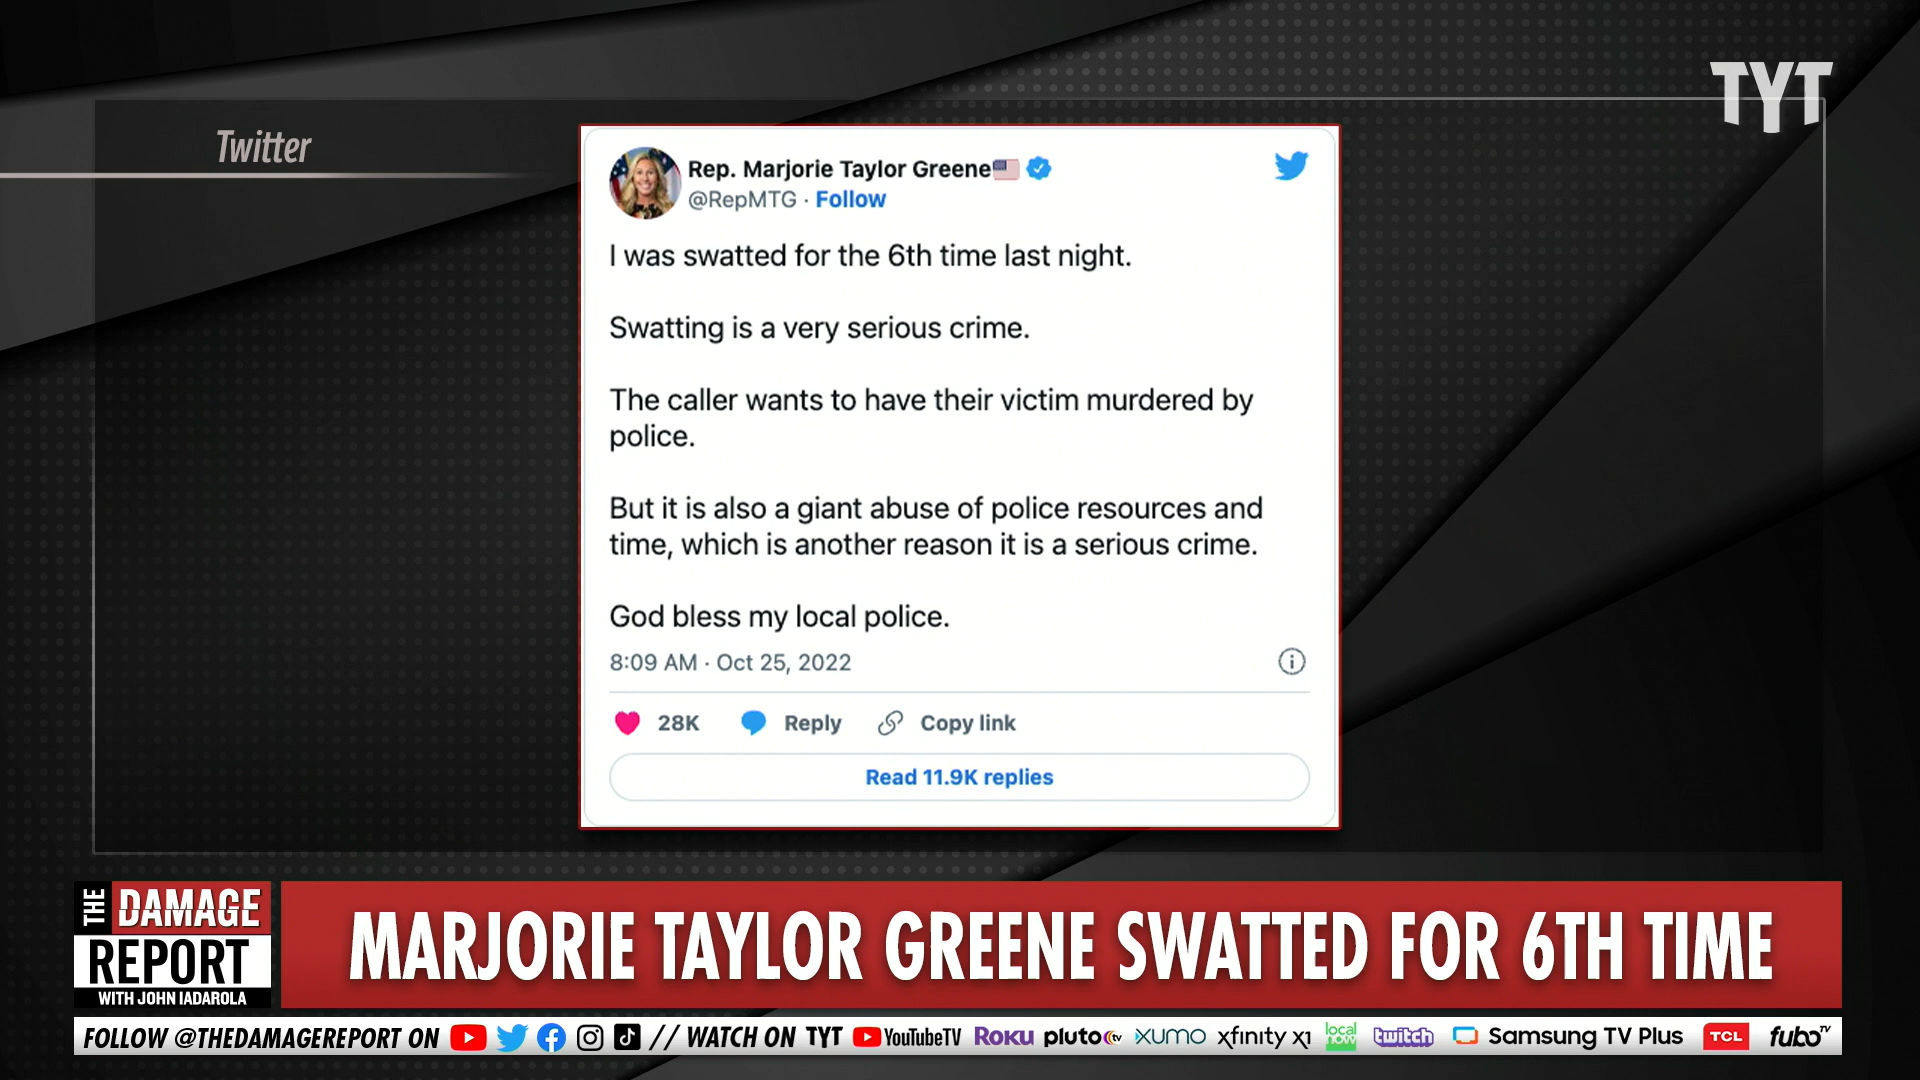 TYT
Twitter
Rep. Marjorie Taylor Greene🇺🇸
@RepMTG · Follow
I was swatted for the 6th time last night.
Swatting is a very serious crime.
The caller wants to have their victim murdered by
police.
But it is also a giant abuse of police resources and
time, which is another reason it is a serious crime.
God bless my local police.
8:09 AM · Oct 25, 2022
28K Reply Copy link
Read 11.9K replies
THE DAMAGE
REPORT
WITH JOHN IADAROLA
MARJORIE TAYLOR GREENE SWATTED FOR 6TH TIME
FOLLOW @THEDAMAGEREPORT ON // WATCH ON TYT YouTubeTV ROKU pluto tv XUMO xfinity x1 local now twitch Samsung TV Plus TCL fubo TV